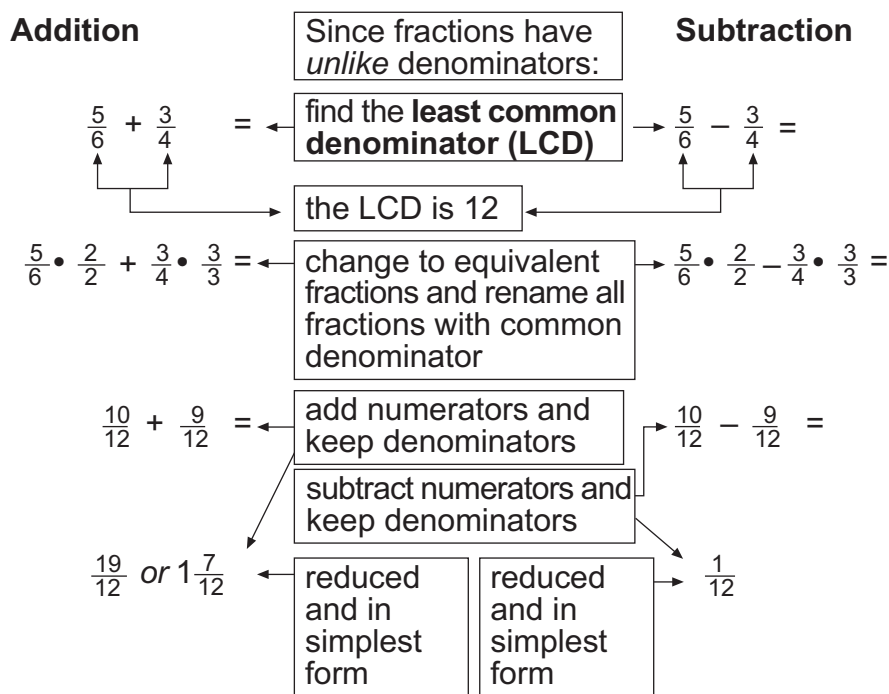 Addition
Since fractions have
unlike denominators:
Subtraction
5/6 + 3/4 =
find the least common
denominator (LCD)
5/6 – 3/4 =
the LCD is 12
5/6 • 2/2 + 3/4 • 3/3 =
change to equivalent
fractions and rename all
fractions with common
denominator
5/6 • 2/2 – 3/4 • 3/3 =
10/12 + 9/12 =
add numerators and
keep denominators
10/12 – 9/12 =
subtract numerators and
keep denominators
19/12 or 1 7/12
reduced
and in
simplest
form
reduced
and in
simplest
form
1/12